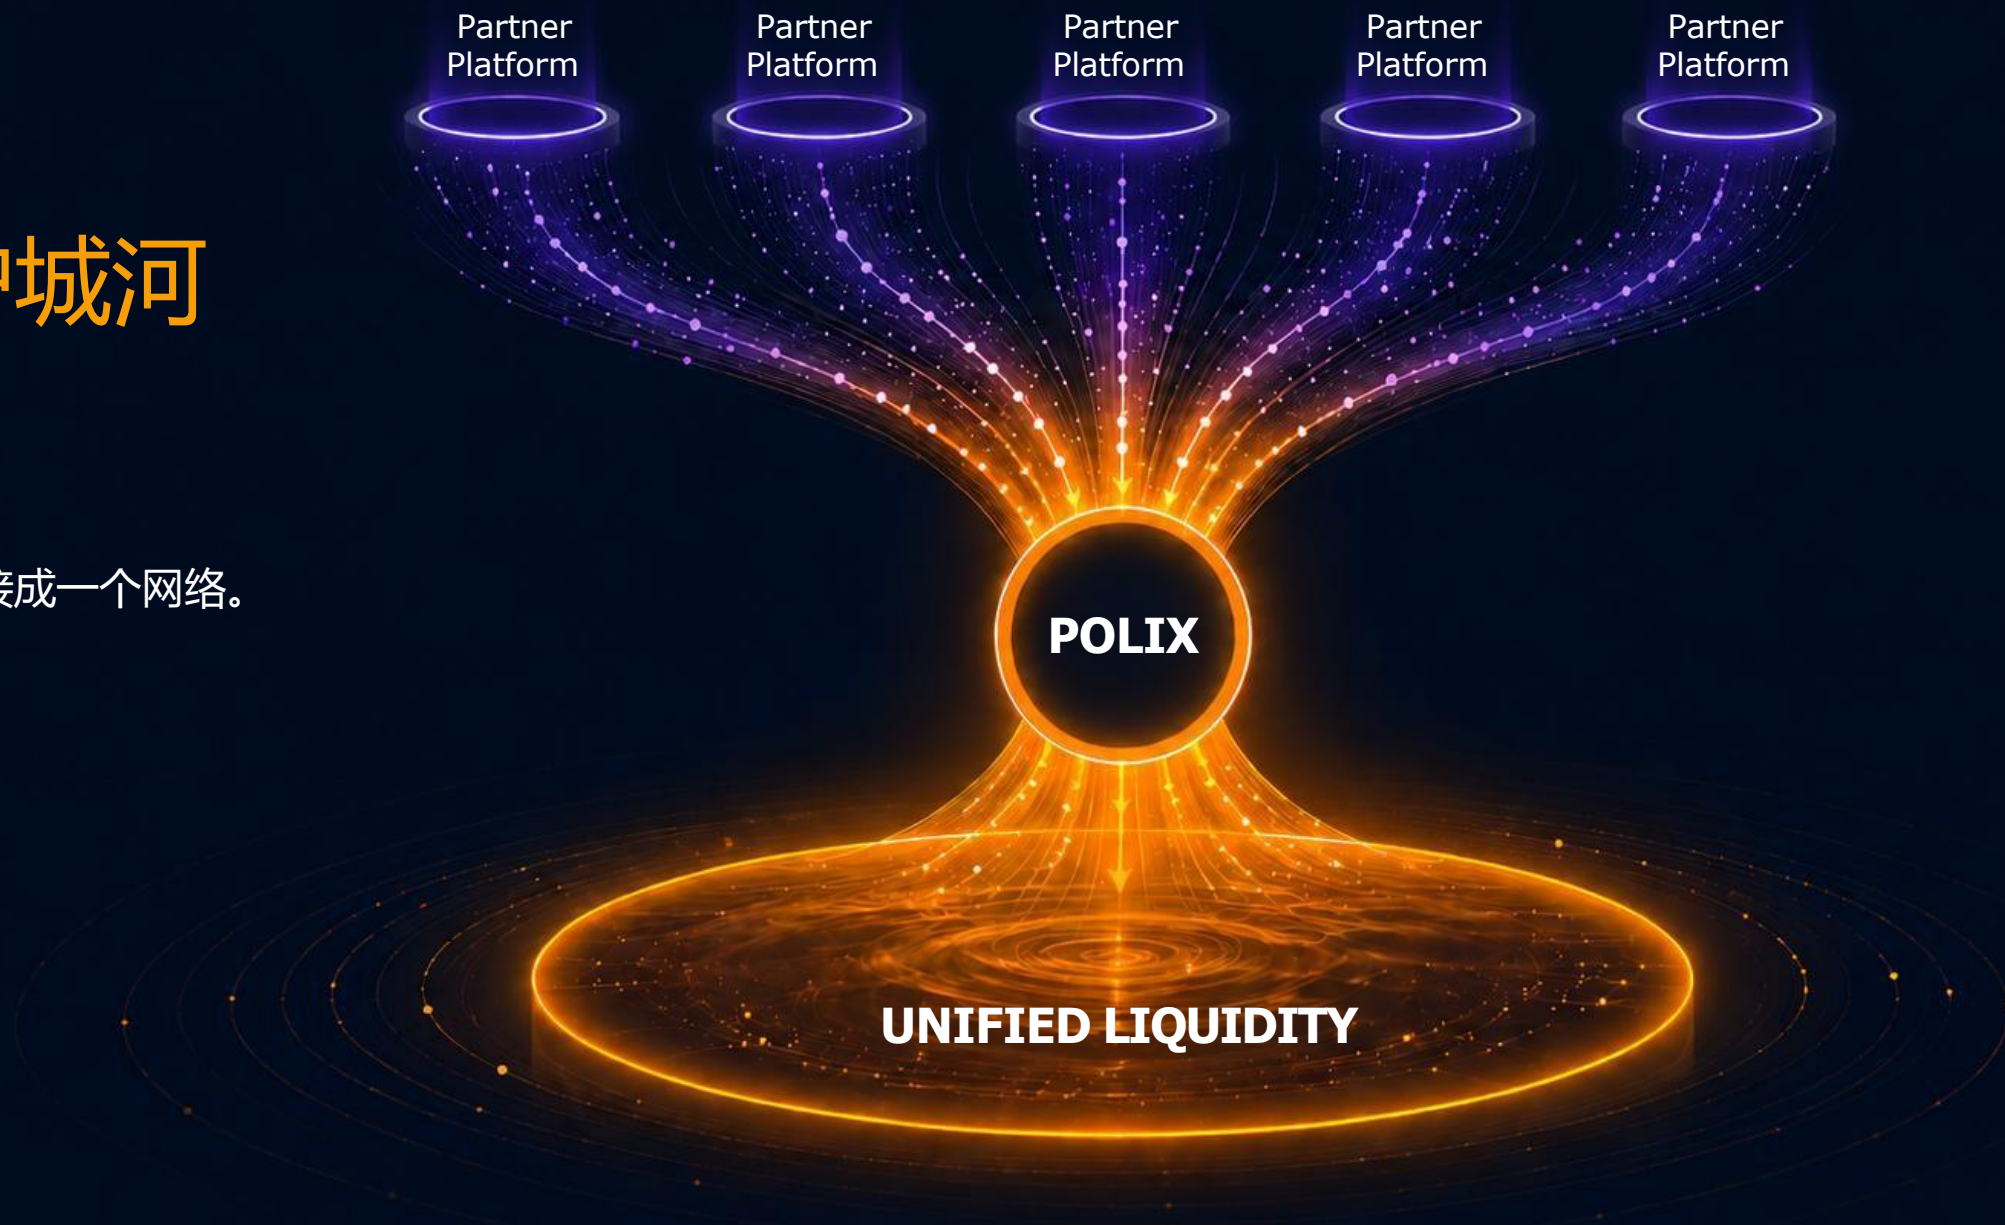 Partner
Platform
Partner
Platform
Partner
Platform
Partner
Platform
Partner
Platform
城河
接成一个网络。
POLIX
UNIFIED LIQUIDITY